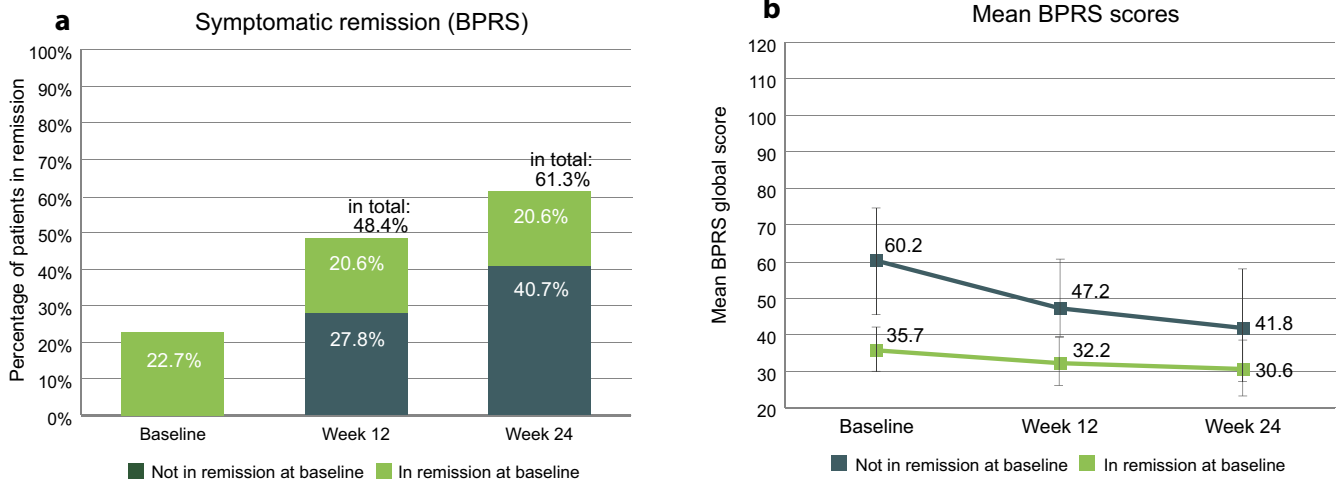 a
Symptomatic remission (BPRS)
Percentage of patients in remission
100%
90%
80%
70%
60%
50%
40%
30%
20%
10%
0%
22.7%
in total:
48.4%
20.6%
27.8%
in total:
61.3%
20.6%
40.7%
Baseline
Week 12
Week 24
Not in remission at baseline
In remission at baseline
b
Mean BPRS scores
Mean BPRS global score
120
110
100
90
80
70
60
50
40
30
20
60.2
47.2
41.8
35.7
32.2
30.6
Baseline
Week 12
Week 24
Not in remission at baseline
In remission at baseline